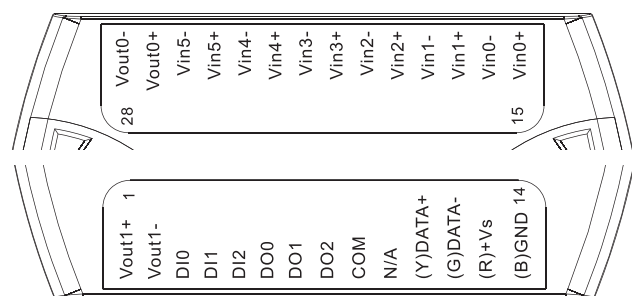 Vout0-
Vout0+
Vin5-
Vin5+
Vin4-
Vin4+
Vin3-
Vin3+
Vin2-
Vin2+
Vin1-
Vin1+
Vin0-
Vin0+
28
15
1
Vout1+
Vout1-
DI0
DI1
DI2
DO0
DO1
DO2
COM
N/A
(Y)DATA+
(G)DATA-
(R)+Vs
(B)GND 14